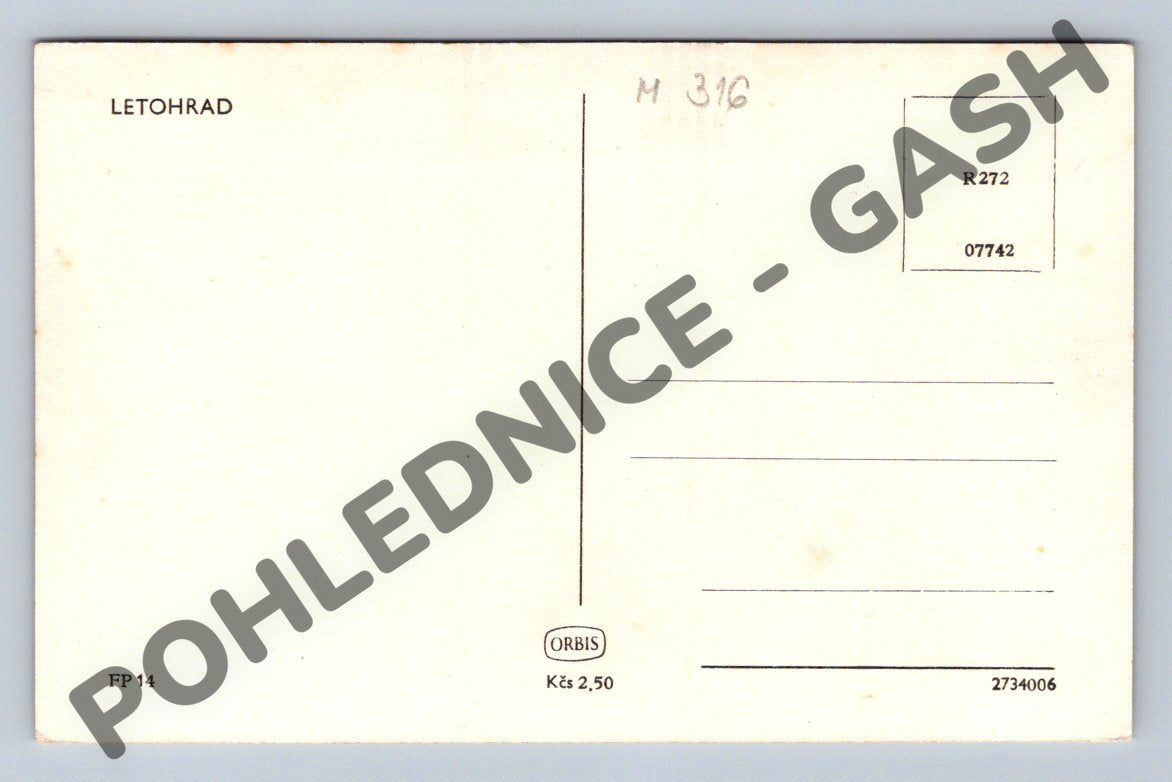 LETOHRAD
M 316
R272
07742
POHLEDNICE - GASH
ORBIS
FP 14
Kčs 2,50
2734006